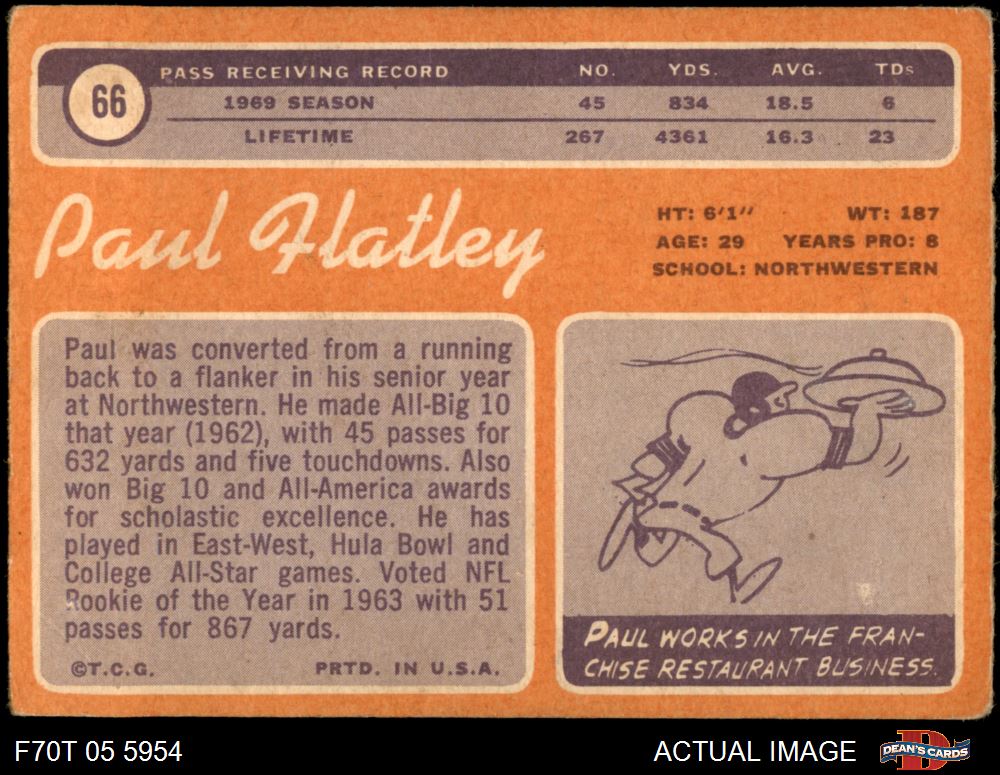 66
PASS RECEIVING RECORD NO. YDS. AVG. TDs
1969 SEASON 45 834 18.5 6
LIFETIME 267 4361 16.3 23
Paul Flatley
HT: 6'1" WT: 187
AGE: 29 YEARS PRO: 8
SCHOOL: NORTHWESTERN
Paul was converted from a running
back to a flanker in his senior year
at Northwestern. He made All-Big 10
that year (1962), with 45 passes for
632 yards and five touchdowns. Also
won Big 10 and All-America awards
for scholastic excellence. He has
played in East-West, Hula Bowl and
College All-Star games. Voted NFL
Rookie of the Year in 1963 with 51
passes for 867 yards.
©T.C.G. PRTD. IN U.S.A.
PAUL WORKS IN THE FRAN-
CHISE RESTAURANT BUSINESS.
F70T 05 5954 ACTUAL IMAGE DEAN'S CARDS